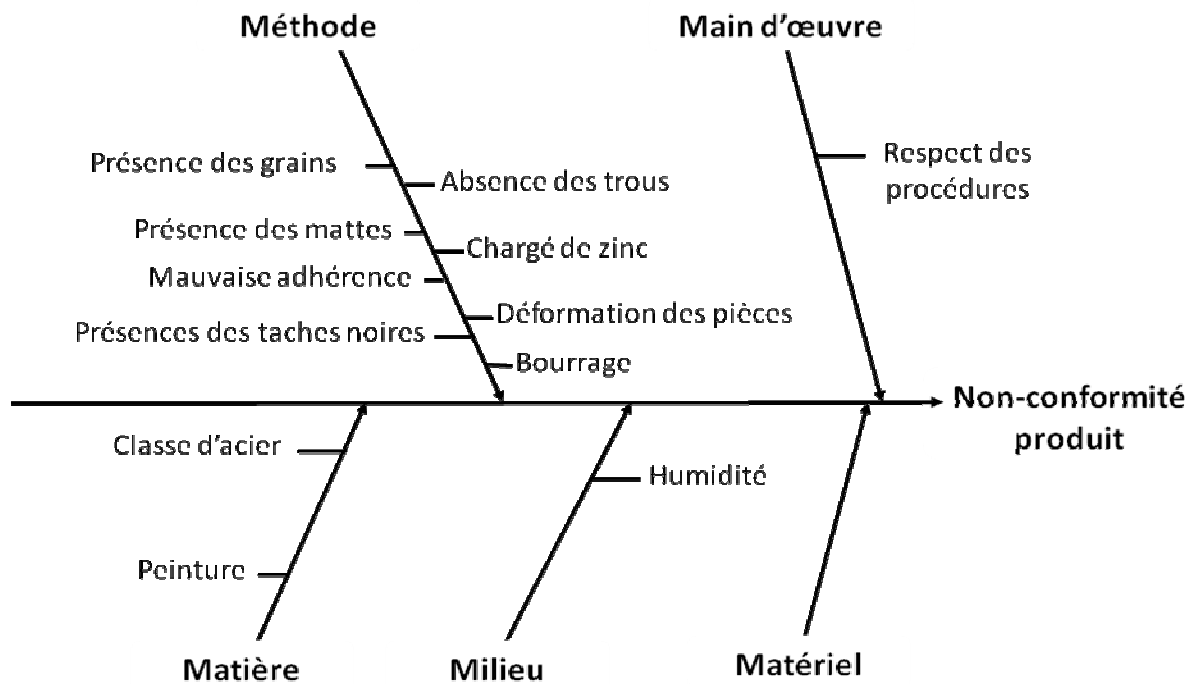 Méthode
Main d'œuvre
Présence des grains
Absence des trous
Respect des
procédures
Présence des mattes
Chargé de zinc
Mauvaise adhérence
Déformation des pièces
Présences des taches noires
Bourrage
Non-conformité
produit
Classe d'acier
Humidité
Peinture
Matière
Milieu
Matériel